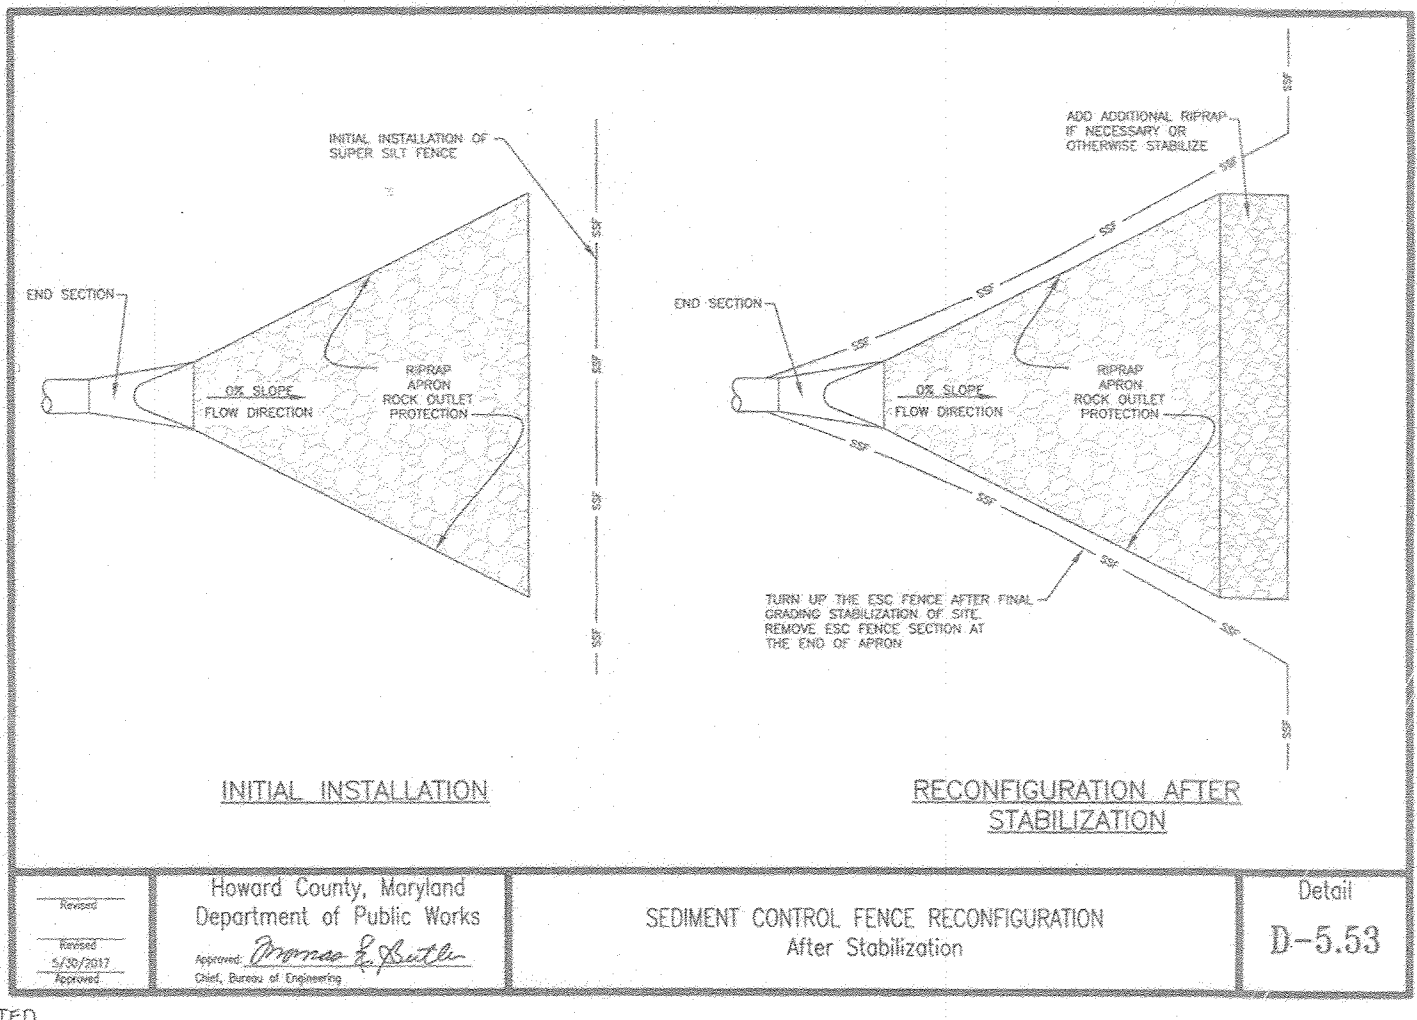 INITIAL INSTALLATION OF
SUPER SILT FENCE
SSF
SSF
SSF
SSF
END SECTION
0% SLOPE
FLOW DIRECTION
RIPRAP
APRON
ROCK OUTLET
PROTECTION
INITIAL INSTALLATION
ADD ADDITIONAL RIPRAP
IF NECESSARY OR
OTHERWISE STABILIZE
SSF
SSF
SSF
SSF
SSF
END SECTION
0% SLOPE
FLOW DIRECTION
RIPRAP
APRON
ROCK OUTLET
PROTECTION
SSF
SSF
SSF
SSF
SSF
TURN UP THE ESC FENCE AFTER FINAL
GRADING STABILIZATION OF SITE.
REMOVE ESC FENCE SECTION AT
THE END OF APRON
RECONFIGURATION AFTER
STABILIZATION
Revised
Revised
5/30/2017
Approved
Howard County, Maryland
Department of Public Works
Approved: Thomas E. Butler
Chief, Bureau of Engineering
SEDIMENT CONTROL FENCE RECONFIGURATION
After Stabilization
Detail
D-5.53